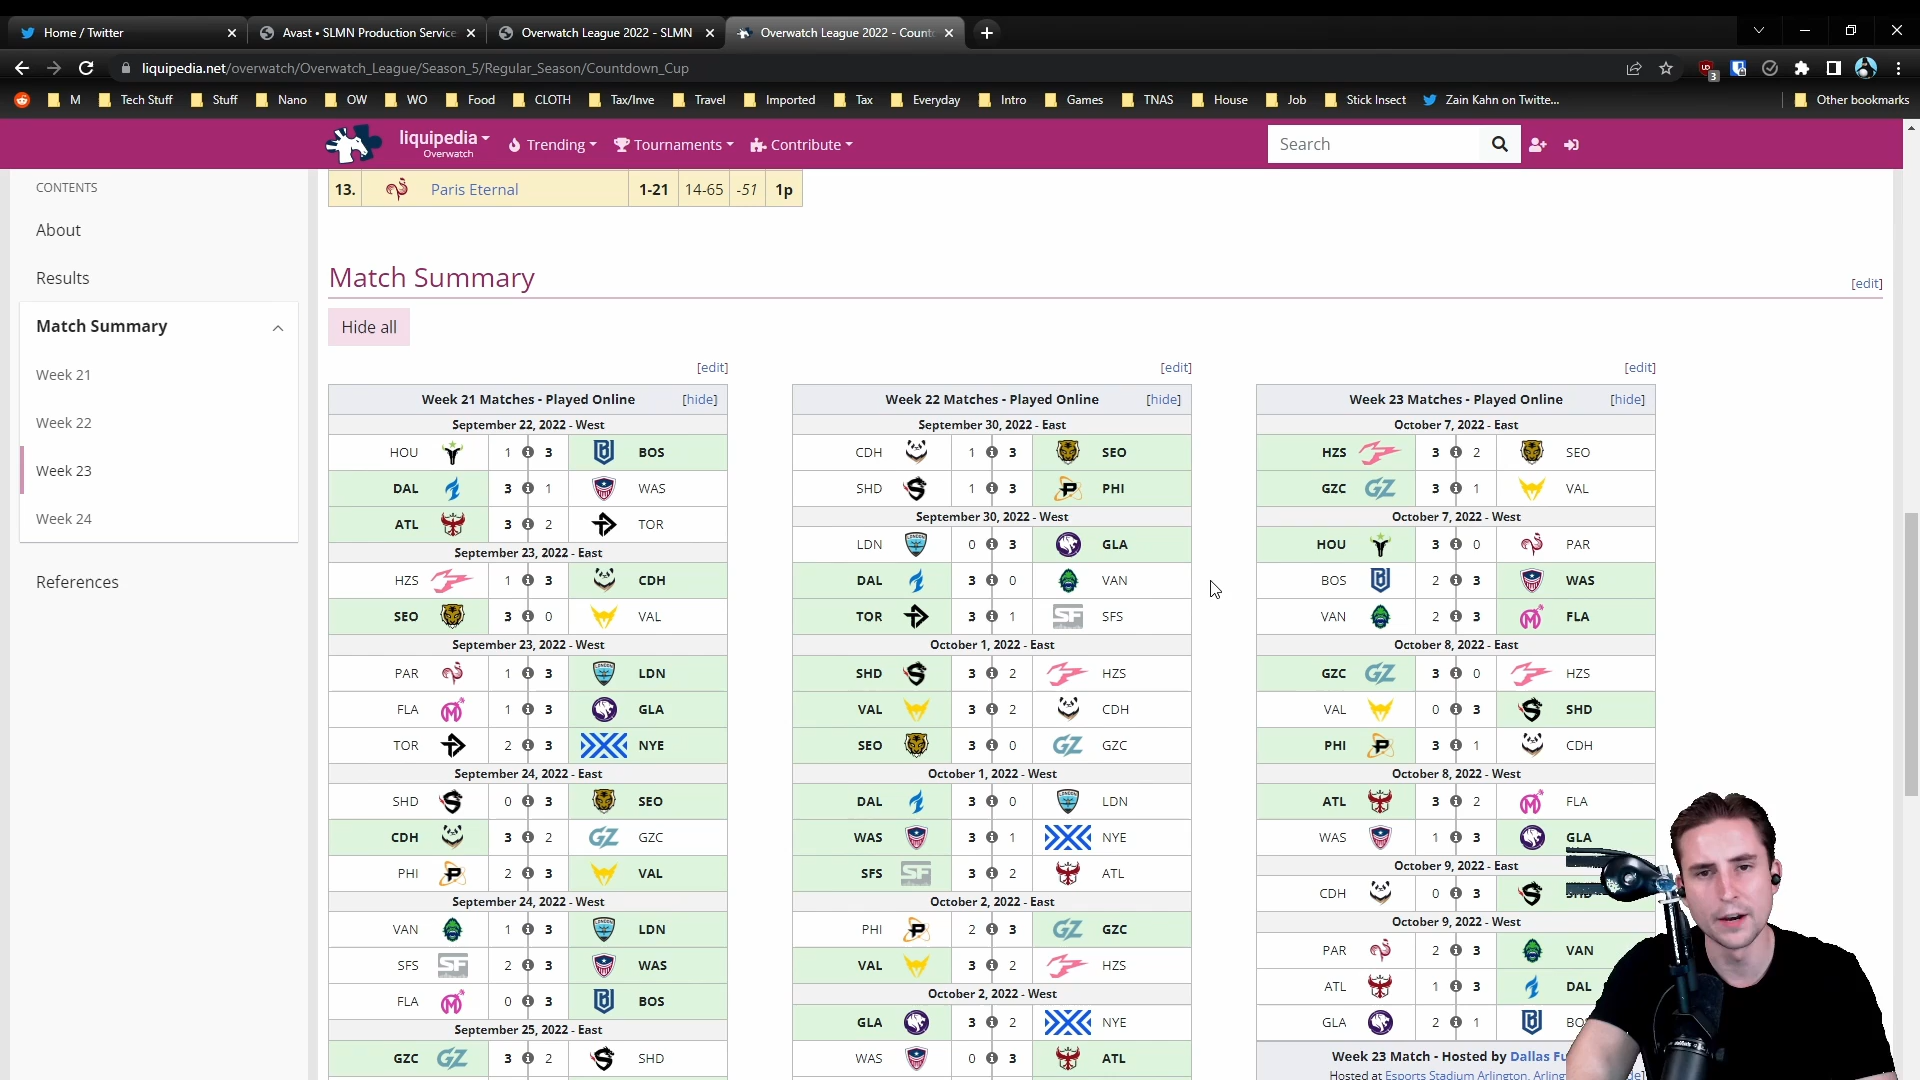 Home / Twitter
Avast • SLMN Production Service
Overwatch League 2022 - SLMN
Overwatch League 2022 - Count
liquipedia.net/overwatch/Overwatch_League/Season_5/Regular_Season/Countdown_Cup
3
M Tech Stuff Stuff Nano OW WO Food CLOTH Tax/Inve Travel Imported Tax Everyday Intro Games TNAS House Job Stick Insect Zain Kahn on Twitte... Other bookmarks
liquipedia
Overwatch
Trending
Tournaments
Contribute
Search
CONTENTS
About
Results
Match Summary
Week 21
Week 22
Week 23
Week 24
References
13. Paris Eternal 1-21 14-65 -51 1p
Match Summary
[edit]
Hide all
[edit]
Week 21 Matches - Played Online [hide]
September 22, 2022 - West
HOU 1 3 BOS
DAL 3 1 WAS
ATL 3 2 TOR
September 23, 2022 - East
HZS 1 3 CDH
SEO 3 0 VAL
September 23, 2022 - West
PAR 1 3 LDN
FLA 1 3 GLA
TOR 2 3 NYE
September 24, 2022 - East
SHD 0 3 SEO
CDH 3 2 GZC
PHI 2 3 VAL
September 24, 2022 - West
VAN 1 3 LDN
SFS 2 3 WAS
FLA 0 3 BOS
September 25, 2022 - East
GZC 3 2 SHD
[edit]
Week 22 Matches - Played Online [hide]
September 30, 2022 - East
CDH 1 3 SEO
SHD 1 3 PHI
September 30, 2022 - West
LDN 0 3 GLA
DAL 3 0 VAN
TOR 3 1 SFS
October 1, 2022 - East
SHD 3 2 HZS
VAL 3 2 CDH
SEO 3 0 GZC
October 1, 2022 - West
DAL 3 0 LDN
WAS 3 1 NYE
SFS 3 2 ATL
October 2, 2022 - East
PHI 2 3 GZC
VAL 3 2 HZS
October 2, 2022 - West
GLA 3 2 NYE
WAS 0 3 ATL
[edit]
Week 23 Matches - Played Online [hide]
October 7, 2022 - East
HZS 3 2 SEO
GZC 3 1 VAL
October 7, 2022 - West
HOU 3 0 PAR
BOS 2 3 WAS
VAN 2 3 FLA
October 8, 2022 - East
GZC 3 0 HZS
VAL 0 3 SHD
PHI 3 1 CDH
October 8, 2022 - West
ATL 3 2 FLA
WAS 1 3 GLA
October 9, 2022 - East
CDH 0 3
October 9, 2022 - West
PAR 2 3 VAN
ATL 1 3 DAL
GLA 2 1 BO
Week 23 Match - Hosted by Dallas Fu
Hosted at Esports Stadium Arlington, Arling